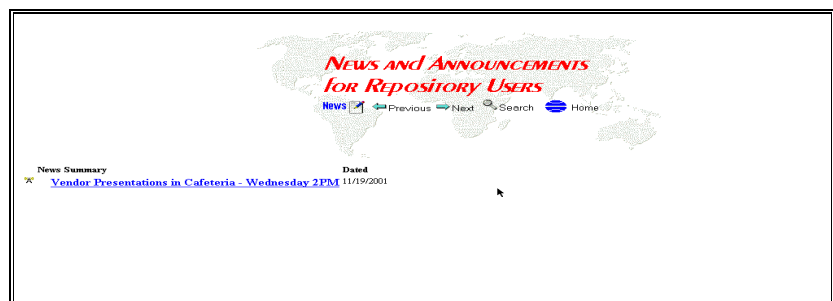 News and Announcements
for Repository Users
News Previous Next Search Home
News Summary Dated
Vendor Presentations in Cafeteria - Wednesday 2PM 11/19/2001